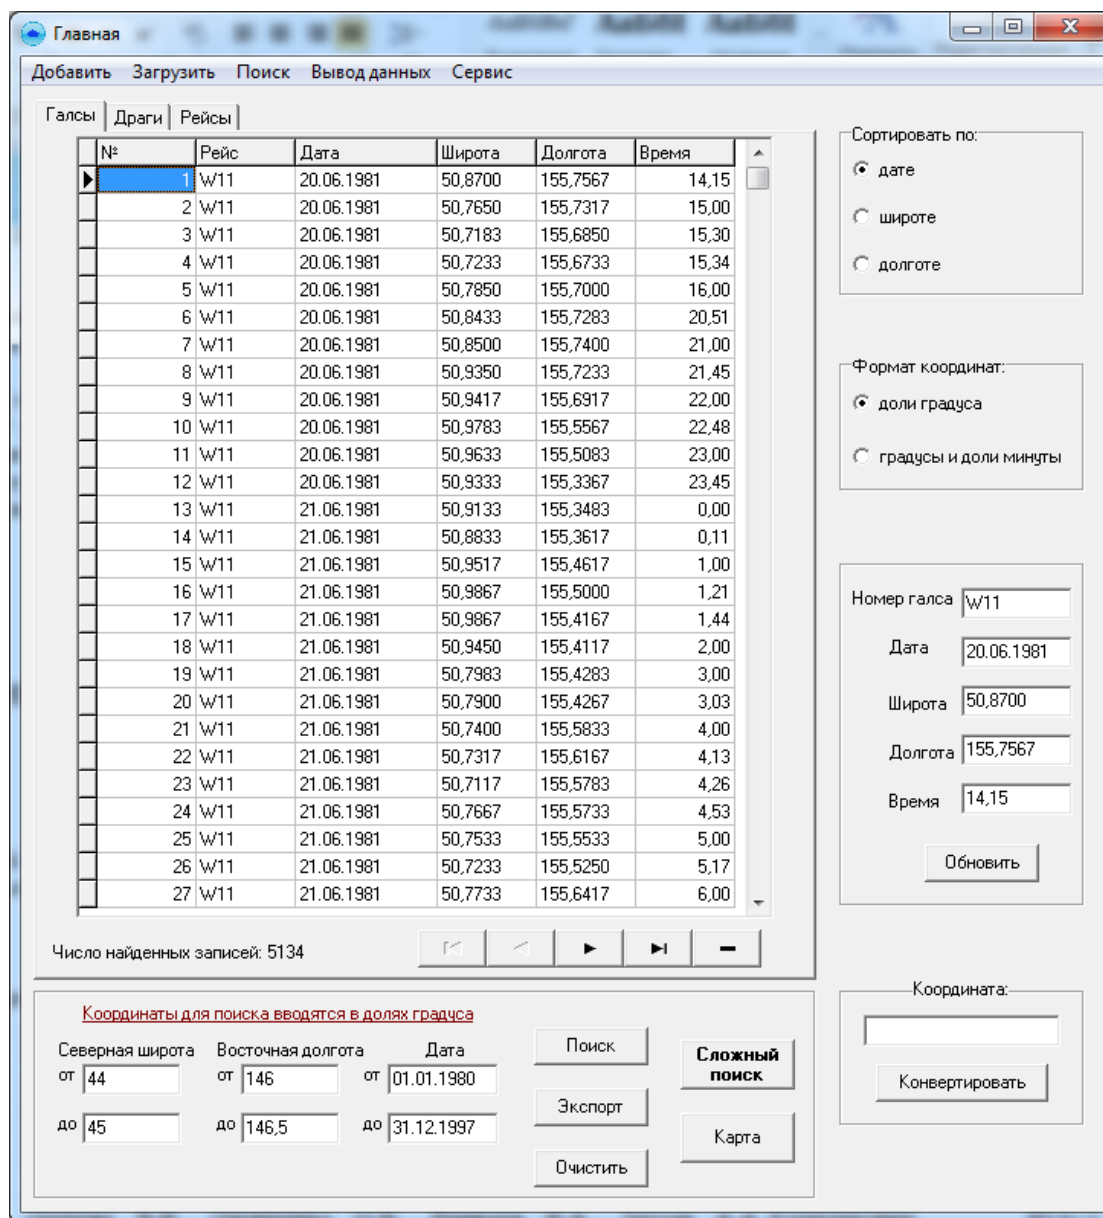 Главная
Добавить Загрузить Поиск Вывод данных Сервис
Галсы Драги Рейсы
№ Рейс Дата Широта Долгота Время
1 W11 20.06.1981 50,8700 155,7567 14,15
2 W11 20.06.1981 50,7650 155,7317 15,00
3 W11 20.06.1981 50,7183 155,6850 15,30
4 W11 20.06.1981 50,7233 155,6733 15,34
5 W11 20.06.1981 50,7850 155,7000 16,00
6 W11 20.06.1981 50,8433 155,7283 20,51
7 W11 20.06.1981 50,8500 155,7400 21,00
8 W11 20.06.1981 50,9350 155,7233 21,45
9 W11 20.06.1981 50,9417 155,6917 22,00
10 W11 20.06.1981 50,9783 155,5567 22,48
11 W11 20.06.1981 50,9633 155,5083 23,00
12 W11 20.06.1981 50,9333 155,3367 23,45
13 W11 21.06.1981 50,9133 155,3483 0,00
14 W11 21.06.1981 50,8833 155,3617 0,11
15 W11 21.06.1981 50,9517 155,4617 1,00
16 W11 21.06.1981 50,9867 155,5000 1,21
17 W11 21.06.1981 50,9867 155,4167 1,44
18 W11 21.06.1981 50,9450 155,4117 2,00
19 W11 21.06.1981 50,7983 155,4283 3,00
20 W11 21.06.1981 50,7900 155,4267 3,03
21 W11 21.06.1981 50,7400 155,5833 4,00
22 W11 21.06.1981 50,7317 155,6167 4,13
23 W11 21.06.1981 50,7117 155,5783 4,26
24 W11 21.06.1981 50,7667 155,5733 4,53
25 W11 21.06.1981 50,7533 155,5533 5,00
26 W11 21.06.1981 50,7233 155,5250 5,17
27 W11 21.06.1981 50,7733 155,6417 6,00
Число найденных записей: 5134
Сортировать по:
дате
широте
долготе
Формат координат:
доли градуса
градусы и доли минуты
Номер галса W11
Дата 20.06.1981
Широта 50,8700
Долгота 155,7567
Время 14,15
Обновить
Координаты для поиска вводятся в долях градуса
Северная широта Восточная долгота Дата
от 44 от 146 от 01.01.1980
до 45 до 146,5 до 31.12.1997
Поиск
Экспорт
Очистить
Сложный
поиск
Карта
Координата:
Конвертировать